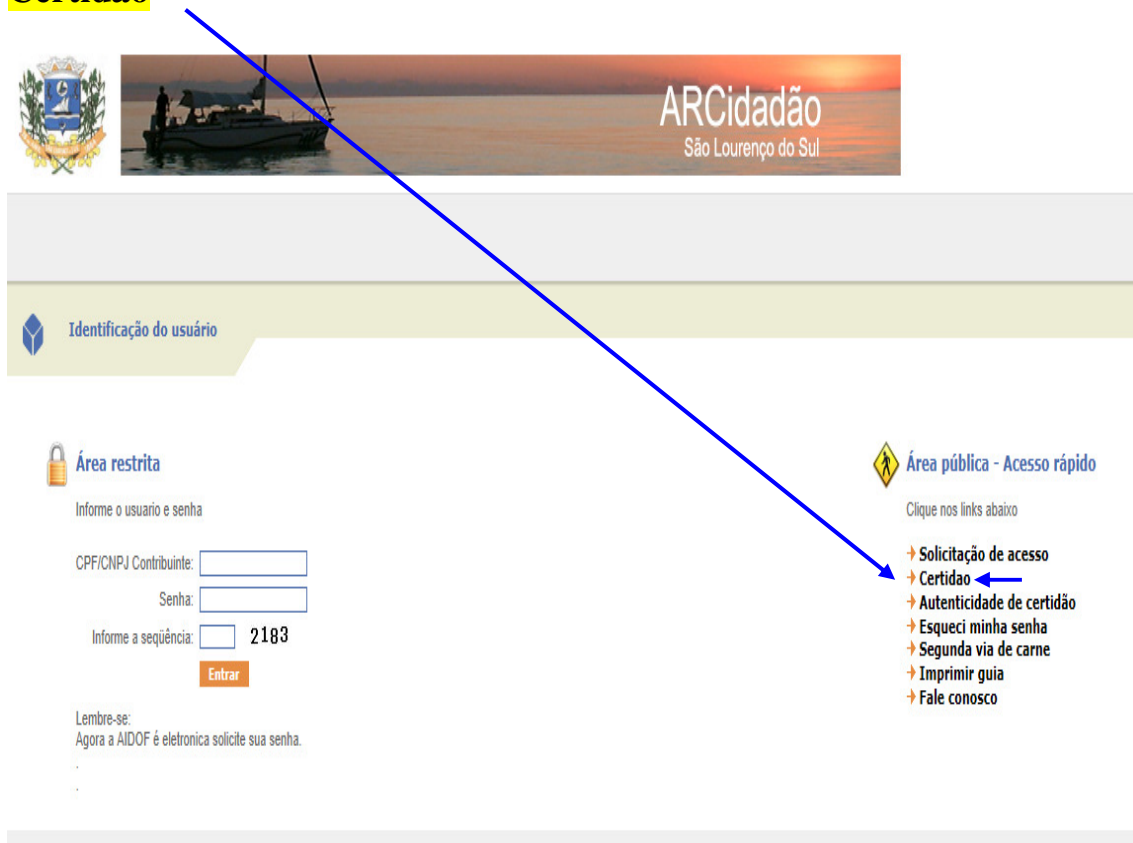 Certidão
ARCidadão
São Lourenço do Sul
Identificação do usuário
Área restrita
Informe o usuario e senha
CPF/CNPJ Contribuinte:
Senha:
Informe a seqüência: 2183
Entrar
Lembre-se:
Agora a AIDOF é eletronica solicite sua senha.
.
.
Área pública - Acesso rápido
Clique nos links abaixo
Solicitação de acesso
Certidao
Autenticidade de certidão
Esqueci minha senha
Segunda via de carne
Imprimir guia
Fale conosco